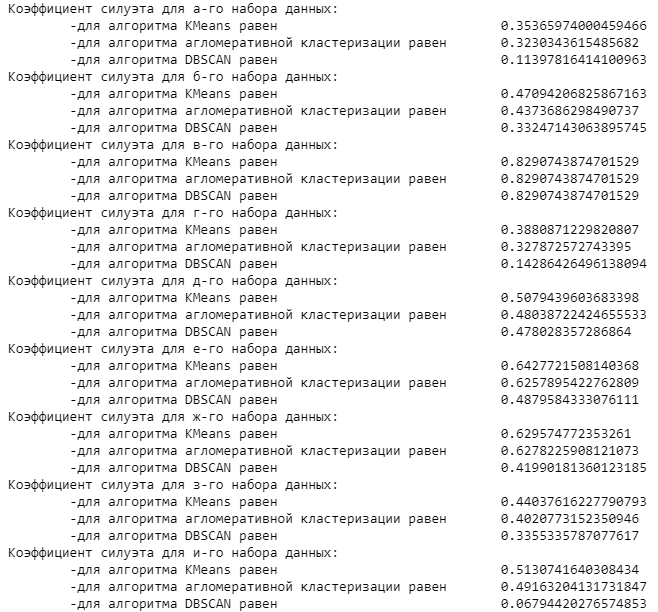 Коэффициент силуэта для а-го набора данных:
-для алгоритма KMeans равен 0.35365974000459466
-для алгоритма агломеративной кластеризации равен 0.3230343615485682
-для алгоритма DBSCAN равен 0.11397816414100963
Коэффициент силуэта для б-го набора данных:
-для алгоритма KMeans равен 0.47094206825867163
-для алгоритма агломеративной кластеризации равен 0.4373686298490737
-для алгоритма DBSCAN равен 0.33247143063895745
Коэффициент силуэта для в-го набора данных:
-для алгоритма KMeans равен 0.8290743874701529
-для алгоритма агломеративной кластеризации равен 0.8290743874701529
-для алгоритма DBSCAN равен 0.8290743874701529
Коэффициент силуэта для г-го набора данных:
-для алгоритма KMeans равен 0.3880871229820807
-для алгоритма агломеративной кластеризации равен 0.327872572743395
-для алгоритма DBSCAN равен 0.14286426496138094
Коэффициент силуэта для д-го набора данных:
-для алгоритма KMeans равен 0.5079439603683398
-для алгоритма агломеративной кластеризации равен 0.48038722424655533
-для алгоритма DBSCAN равен 0.478028357286864
Коэффициент силуэта для е-го набора данных:
-для алгоритма KMeans равен 0.6427721508140368
-для алгоритма агломеративной кластеризации равен 0.6257895422762809
-для алгоритма DBSCAN равен 0.4879584333076111
Коэффициент силуэта для ж-го набора данных:
-для алгоритма KMeans равен 0.629574772353261
-для алгоритма агломеративной кластеризации равен 0.6278225908121073
-для алгоритма DBSCAN равен 0.41990181360123185
Коэффициент силуэта для з-го набора данных:
-для алгоритма KMeans равен 0.44037616227790793
-для алгоритма агломеративной кластеризации равен 0.4020773152350946
-для алгоритма DBSCAN равен 0.3355335787077617
Коэффициент силуэта для и-го набора данных:
-для алгоритма KMeans равен 0.5130741640308434
-для алгоритма агломеративной кластеризации равен 0.49163204131731847
-для алгоритма DBSCAN равен 0.06794420276574853